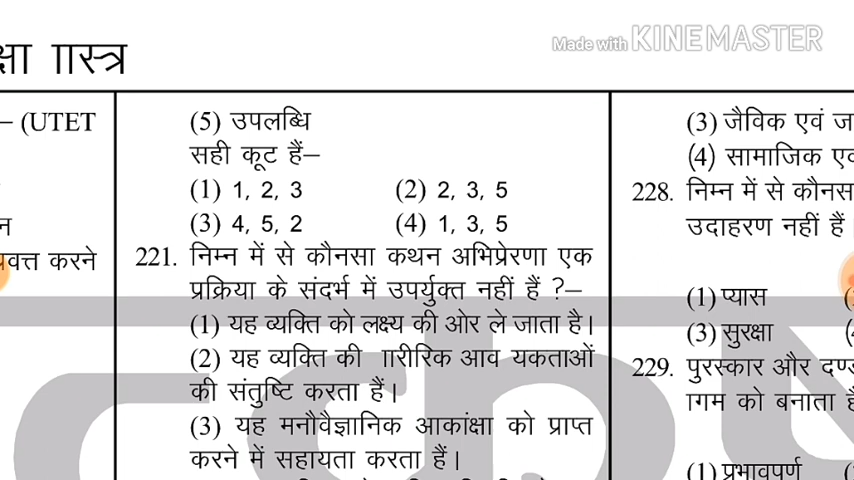 Made with KINEMASTER
क्षा ाास्त्र
– (UTET
न
करने
(5) उपलब्धि
सही कूट हैं–
(1) 1, 2, 3 (2) 2, 3, 5
(3) 4, 5, 2 (4) 1, 3, 5
221. निम्न में से कौनसा कथन अभिप्रेरणा एक
प्रक्रिया के संदर्भ में उपर्युक्त नहीं हैं ?–
(1) यह व्यक्ति को लक्ष्य की ओर ले जाता है।
(2) यह व्यक्ति की ाारीरिक आव यकताओं
की संतुष्टि करता हैं।
(3) यह मनौवैज्ञानिक आकांक्षा को प्राप्त
करने में सहायता करता हैं।
(3) जैविक एवं ज
(4) सामाजिक एव
228. निम्न में से कौनस
उदाहरण नहीं हैं
(1) प्यास
(3) सुरक्षा
229. पुरस्कार और दण्ड
ागम को बनाता है
(1) प्रभावपूर्ण